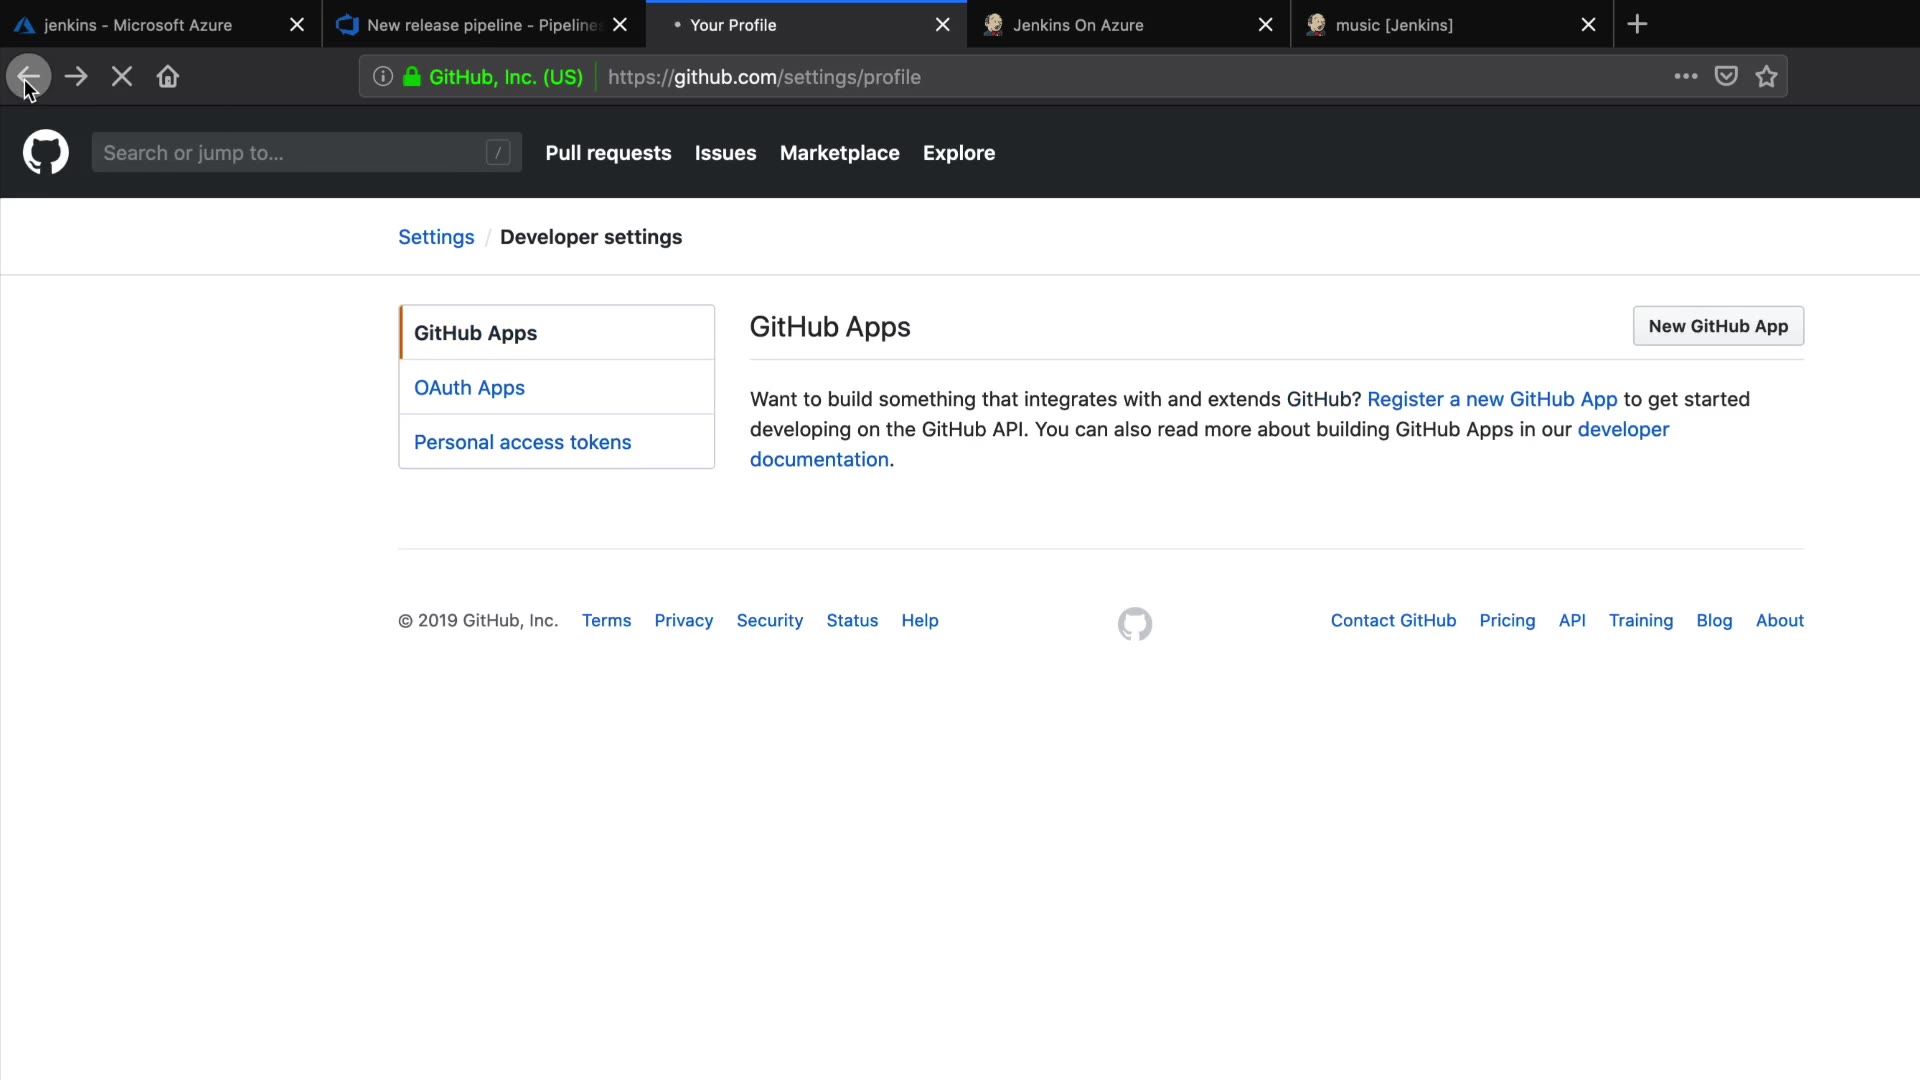 jenkins - Microsoft Azure
New release pipeline - Pipelines
• Your Profile
Jenkins On Azure
music [Jenkins]
GitHub, Inc. (US) https://github.com/settings/profile
Search or jump to... /
Pull requests Issues Marketplace Explore
Settings / Developer settings
GitHub Apps
OAuth Apps
Personal access tokens
GitHub Apps
New GitHub App
Want to build something that integrates with and extends GitHub? Register a new GitHub App to get started
developing on the GitHub API. You can also read more about building GitHub Apps in our developer
documentation.
© 2019 GitHub, Inc. Terms Privacy Security Status Help
Contact GitHub Pricing API Training Blog About